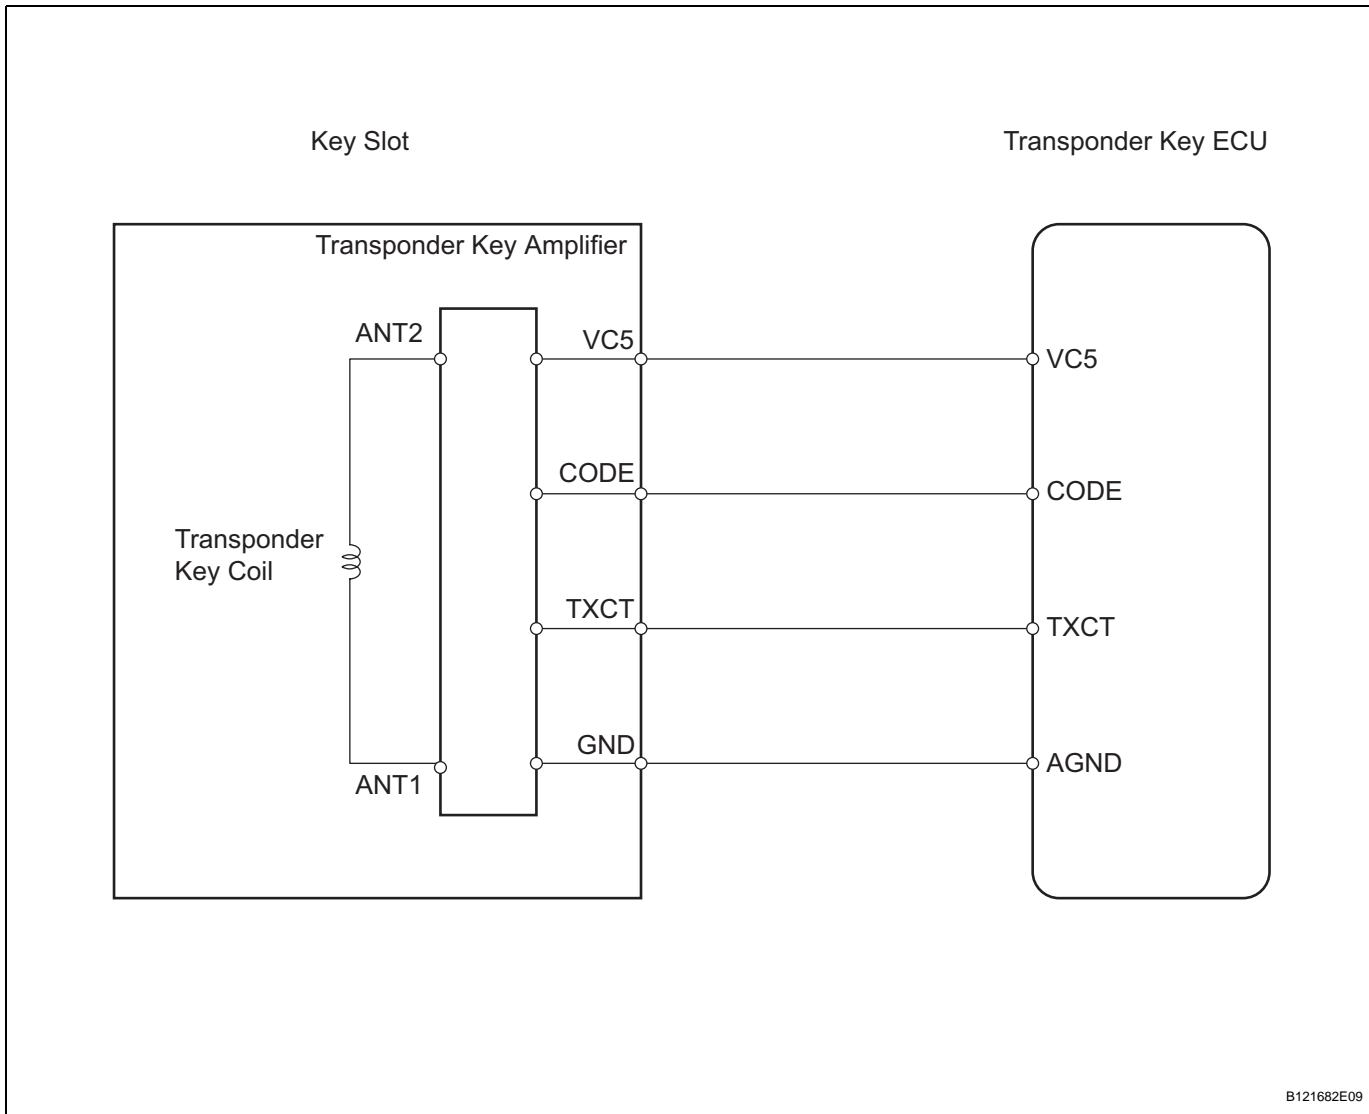 Key Slot
Transponder Key ECU
Transponder Key Amplifier
ANT2
VC5
VC5
CODE
CODE
Transponder
Key Coil
TXCT
TXCT
GND
AGND
ANT1
B121682E09